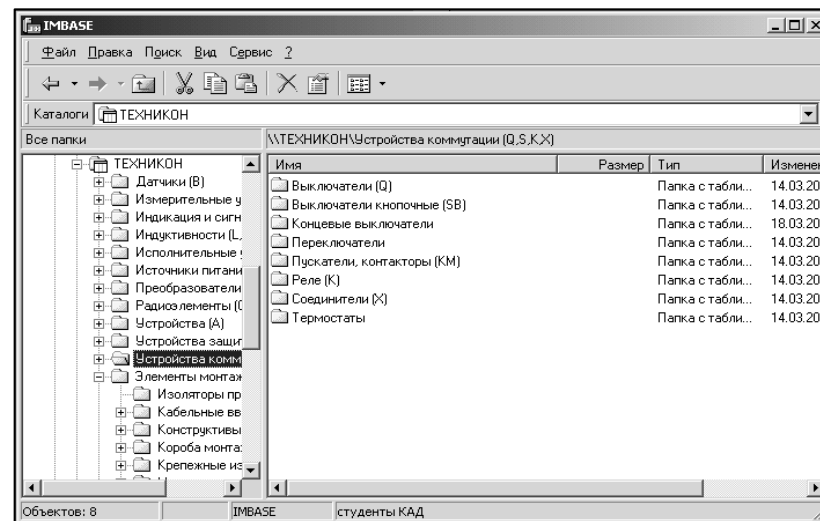 IMBASE
Файл Правка Поиск Вид Сервис ?
Каталоги ТЕХНИКОН
Все папки
\\ТЕХНИКОН\Устройства коммутации (Q,S,K,X)
ТЕХНИКОН
Датчики (B)
Измерительные у
Индикация и сигн
Индуктивности (L,
Исполнительные
Источники питани
Преобразователи
Радиоэлементы (
Устройства (A)
Устройства защит
Устройства комм
Элементы монтаж
Изоляторы пр
Кабельные вв
Конструктивы
Короба монта
Крепежные из
Имя Размер Тип Изменен
Выключатели (Q) Папка с табли... 14.03.20
Выключатели кнопочные (SB) Папка с табли... 14.03.20
Концевые выключатели Папка с табли... 18.03.20
Переключатели Папка с табли... 14.03.20
Пускатели, контакторы (KM) Папка с табли... 14.03.20
Реле (K) Папка с табли... 14.03.20
Соединители (X) Папка с табли... 14.03.20
Термостаты Папка с табли... 14.03.20
Объектов: 8 IMBASE студенты КАД